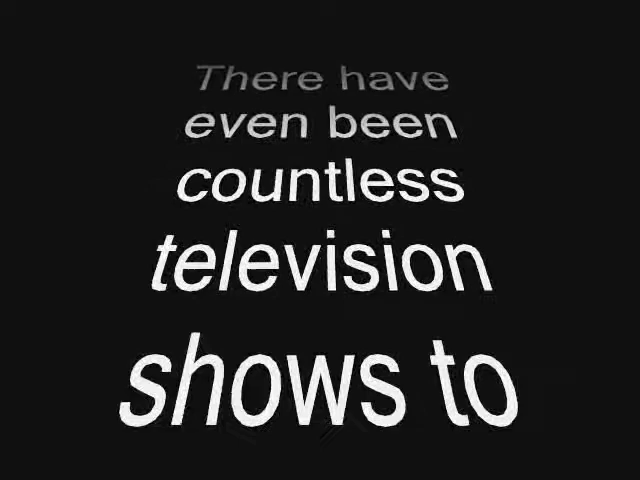 There have
even been
countless
television
shows to